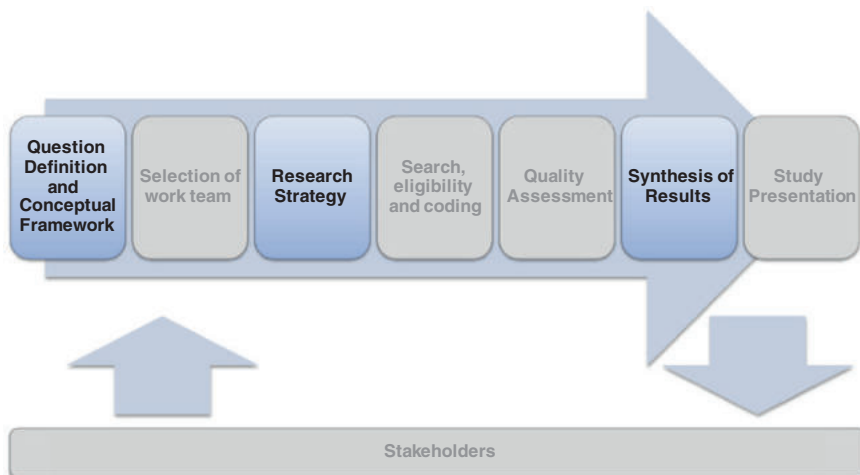 Question
Definition
and
Conceptual
Framework
Selection of
work team
Research
Strategy
Search,
eligibility
and coding
Quality
Assessment
Synthesis of
Results
Study
Presentation
Stakeholders